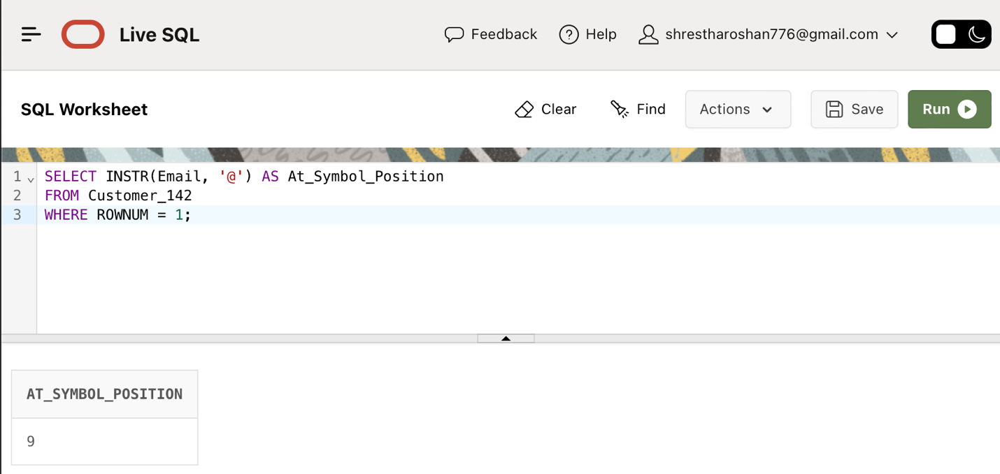 Live SQL Feedback ? Help shrestharoshan776@gmail.com
SQL Worksheet Clear Find Actions Save Run
1 SELECT INSTR(Email, '@') AS At_Symbol_Position
2 FROM Customer_142
3 WHERE ROWNUM = 1;
AT_SYMBOL_POSITION
9